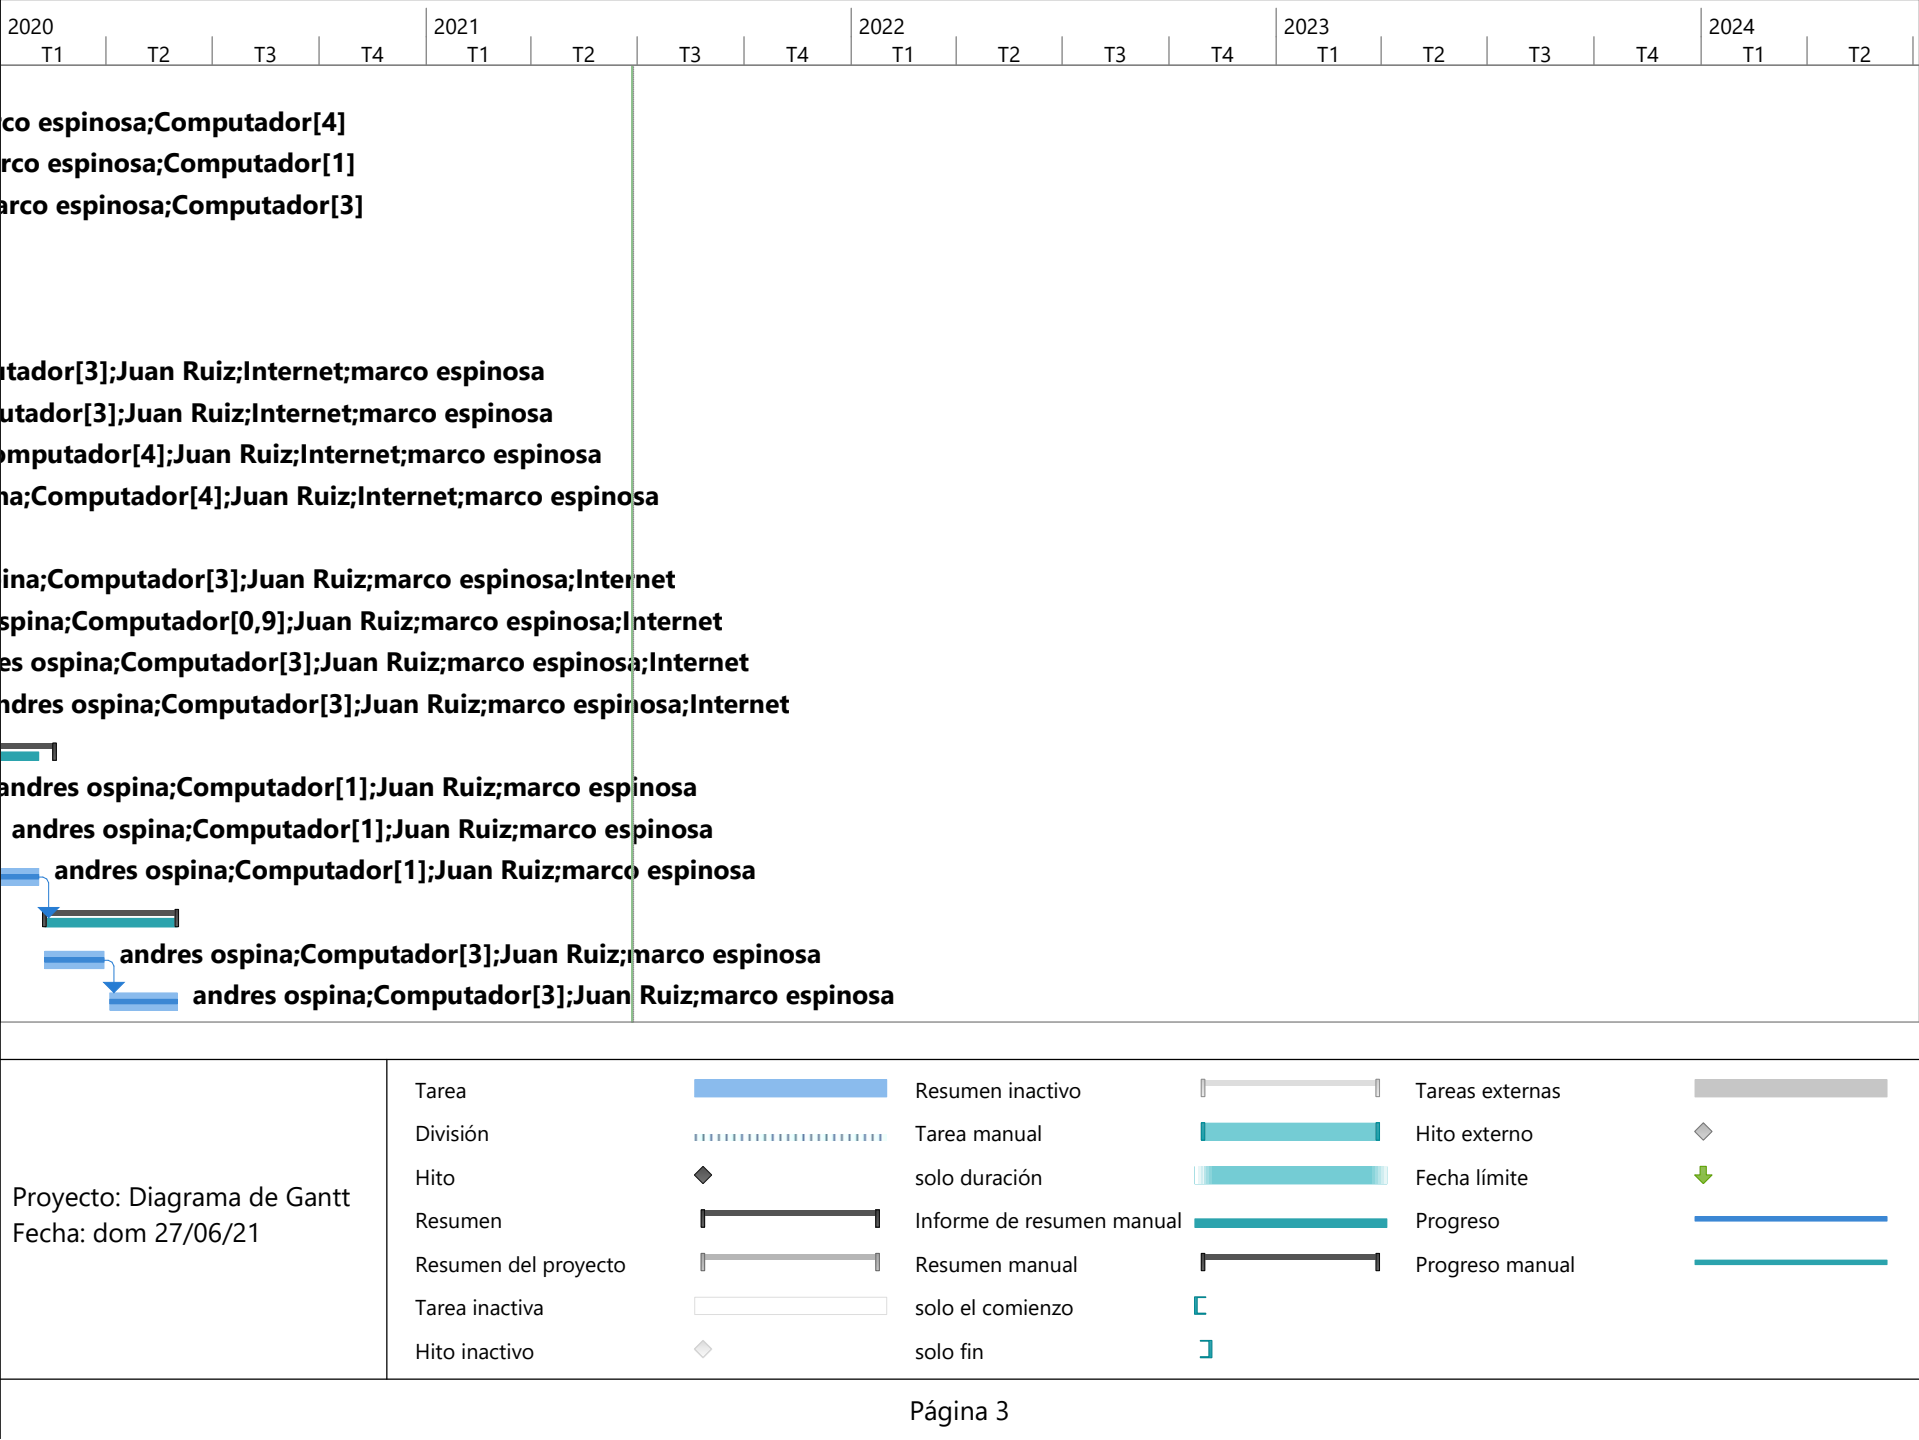 2020 2021 2022 2023 2024
T1 T2 T3 T4 T1 T2 T3 T4 T1 T2 T3 T4 T1 T2 T3 T4 T1 T2
rco espinosa;Computador[4]
rco espinosa;Computador[1]
arco espinosa;Computador[3]
utador[3];Juan Ruiz;Internet;marco espinosa
utador[3];Juan Ruiz;Internet;marco espinosa
omputador[4];Juan Ruiz;Internet;marco espinosa
na;Computador[4];Juan Ruiz;Internet;marco espinosa
ina;Computador[3];Juan Ruiz;marco espinosa;Internet
spina;Computador[0,9];Juan Ruiz;marco espinosa;Internet
es ospina;Computador[3];Juan Ruiz;marco espinosa;Internet
ndres ospina;Computador[3];Juan Ruiz;marco espinosa;Internet
andres ospina;Computador[1];Juan Ruiz;marco espinosa
andres ospina;Computador[1];Juan Ruiz;marco espinosa
andres ospina;Computador[1];Juan Ruiz;marco espinosa
andres ospina;Computador[3];Juan Ruiz;marco espinosa
andres ospina;Computador[3];Juan Ruiz;marco espinosa
Proyecto: Diagrama de Gantt
Fecha: dom 27/06/21
Tarea
División
Hito
Resumen
Resumen del proyecto
Tarea inactiva
Hito inactivo
Resumen inactivo
Tarea manual
solo duración
Informe de resumen manual
Resumen manual
solo el comienzo
solo fin
Tareas externas
Hito externo
Fecha límite
Progreso
Progreso manual
Página 3